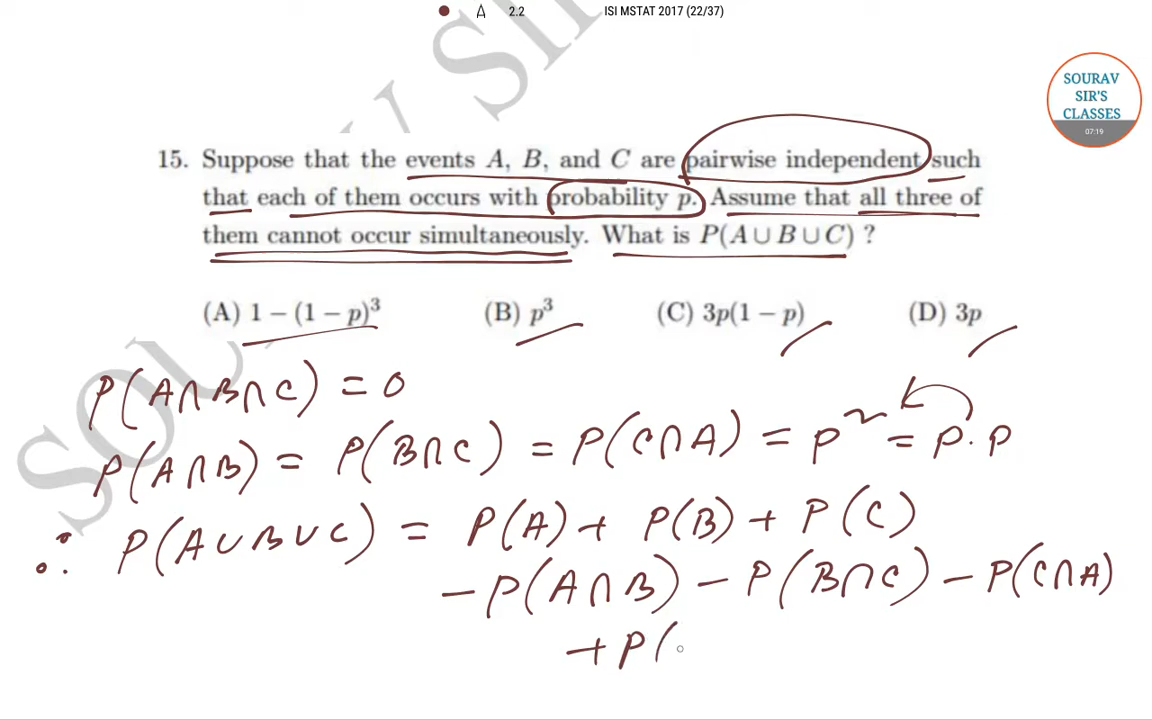 A 2.2 ISI MSTAT 2017 (22/37)
SOURAV
SIR'S
CLASSES
07:19
15. Suppose that the events A, B, and C are pairwise independent such
that each of them occurs with probability p. Assume that all three of
them cannot occur simultaneously. What is P(A ∪ B ∪ C) ?
(A) 1 − (1 − p)³ (B) p³ (C) 3p(1 − p) (D) 3p
P(A∩B∩C) = 0
P(A∩B) = P(B∩C) = P(C∩A) = p² = p.p
∴ P(A∪B∪C) = P(A) + P(B) + P(C)
− P(A∩B) − P(B∩C) − P(C∩A)
+ P(